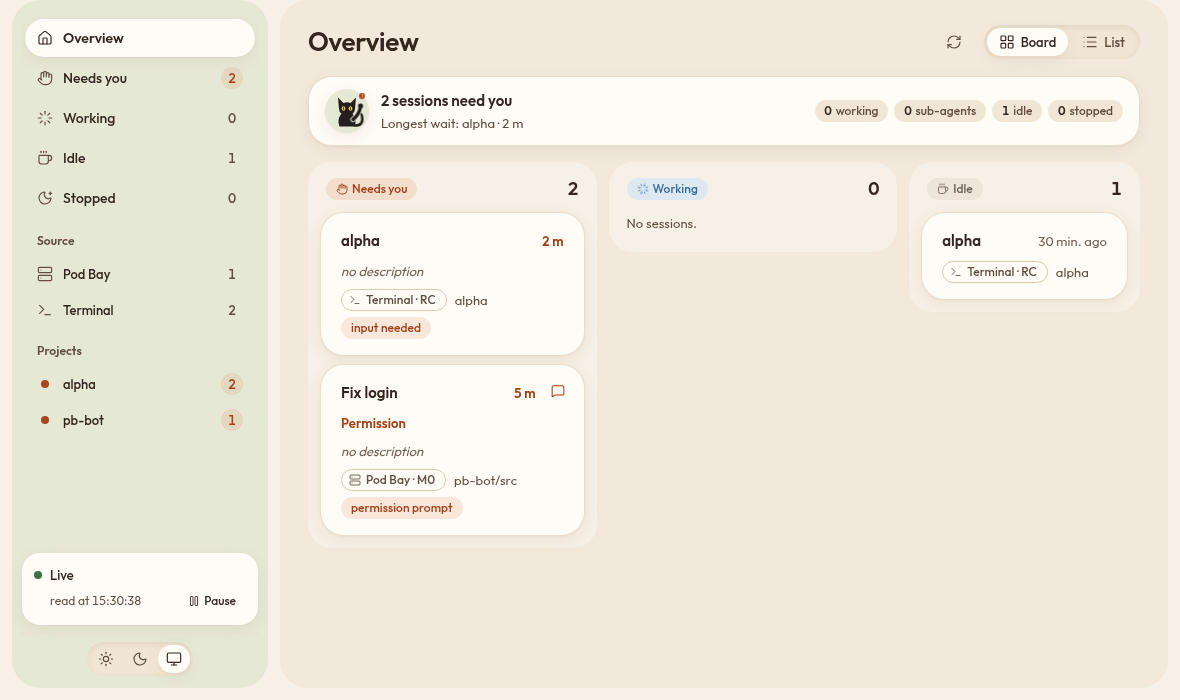 Overview
Needs you 2
Working 0
Idle 1
Stopped 0
Source
Pod Bay 1
Terminal 2
Projects
alpha 2
pb-bot 1
Live
read at 15:30:38 Pause
Overview
Board List
2 sessions need you
Longest wait: alpha · 2 m
0 working 0 sub-agents 1 idle 0 stopped
Needs you 2
alpha 2 m
no description
Terminal · RC alpha
input needed
Fix login 5 m
Permission
no description
Pod Bay · M0 pb-bot/src
permission prompt
Working 0
No sessions.
Idle 1
alpha 30 min. ago
Terminal · RC alpha